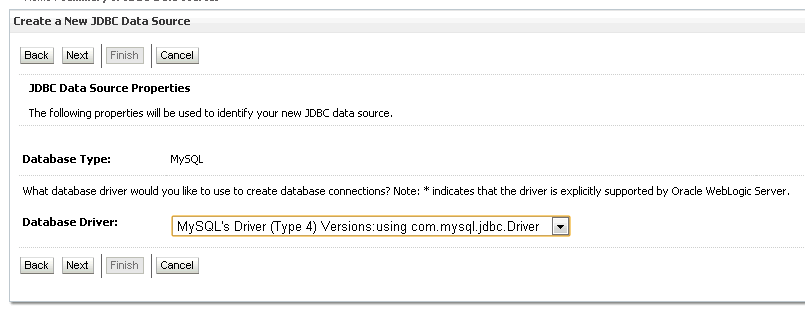 Create a New JDBC Data Source
Back Next Finish Cancel
JDBC Data Source Properties
The following properties will be used to identify your new JDBC data source.
Database Type: MySQL
What database driver would you like to use to create database connections? Note: * indicates that the driver is explicitly supported by Oracle WebLogic Server.
Database Driver: MySQL's Driver (Type 4) Versions:using com.mysql.jdbc.Driver
Back Next Finish Cancel